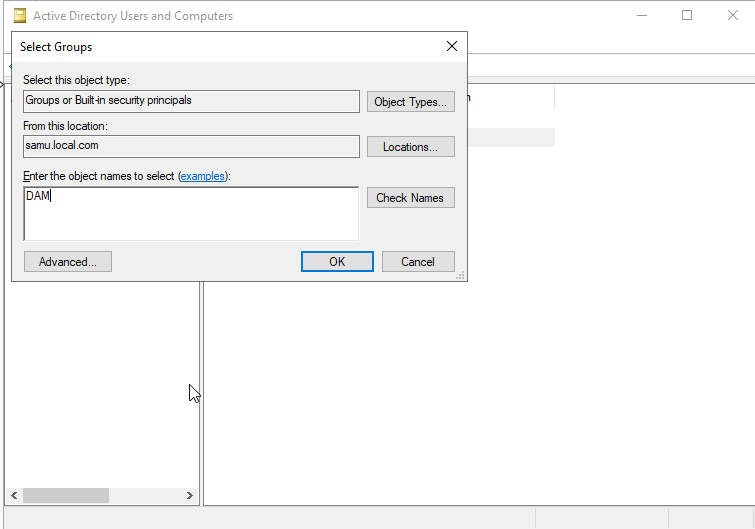 Active Directory Users and Computers
Select Groups
Select this object type:
Groups or Built-in security principals
Object Types...
From this location:
samu.local.com
Locations...
Enter the object names to select (examples):
DAM
Check Names
Advanced...
OK
Cancel